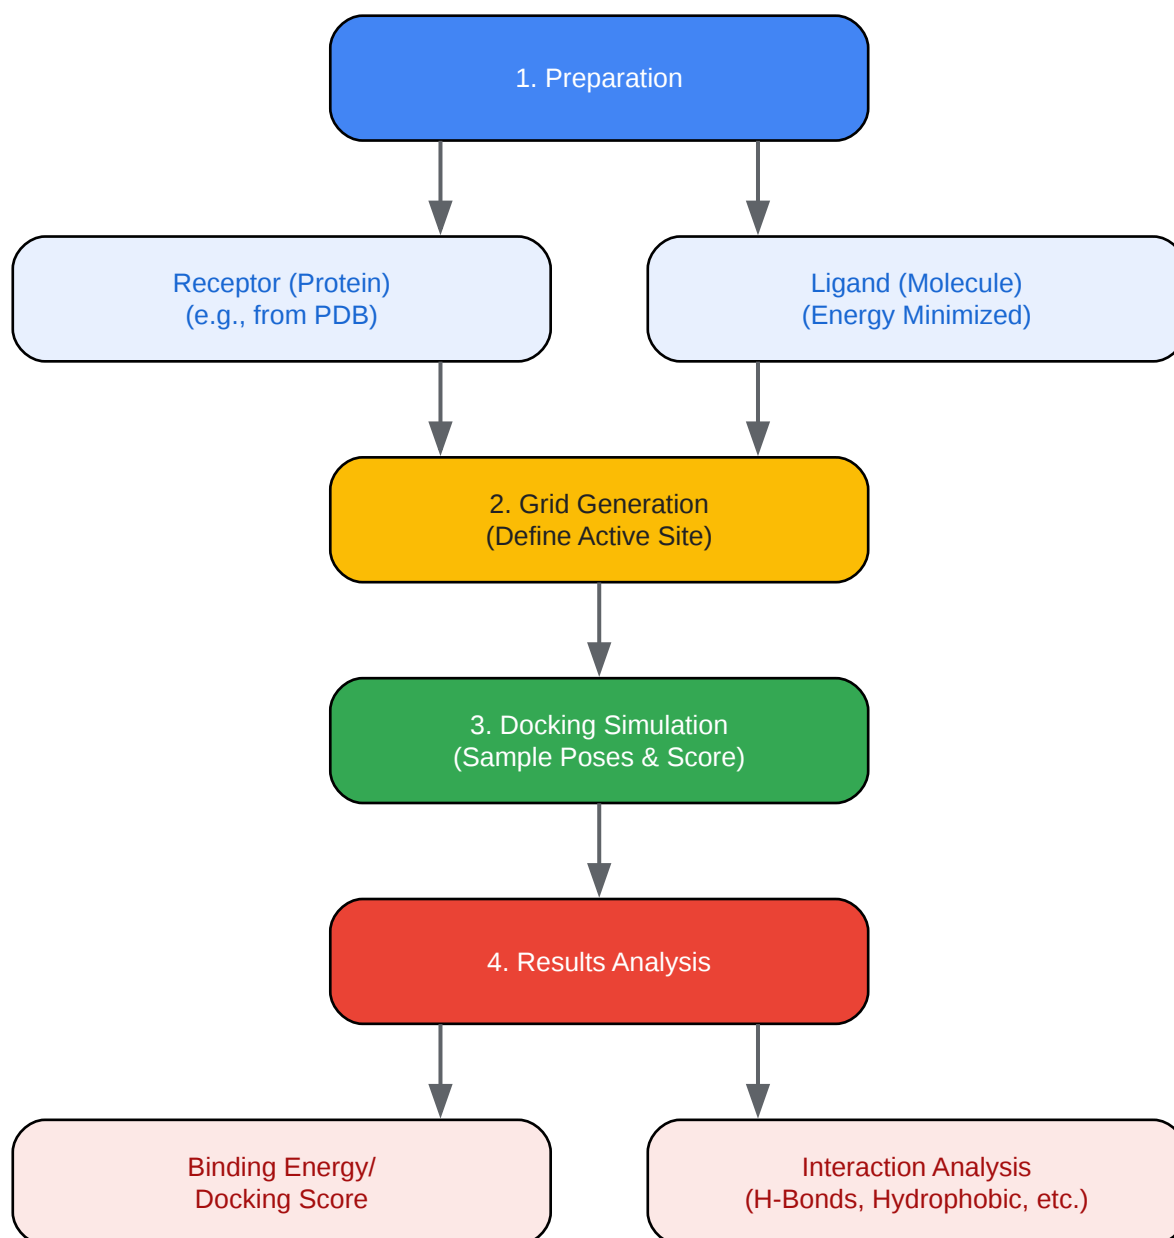 1. Preparation
Receptor (Protein)
(e.g., from PDB)
Ligand (Molecule)
(Energy Minimized)
2. Grid Generation
(Define Active Site)
3. Docking Simulation
(Sample Poses & Score)
4. Results Analysis
Binding Energy/
Docking Score
Interaction Analysis
(H-Bonds, Hydrophobic, etc.)